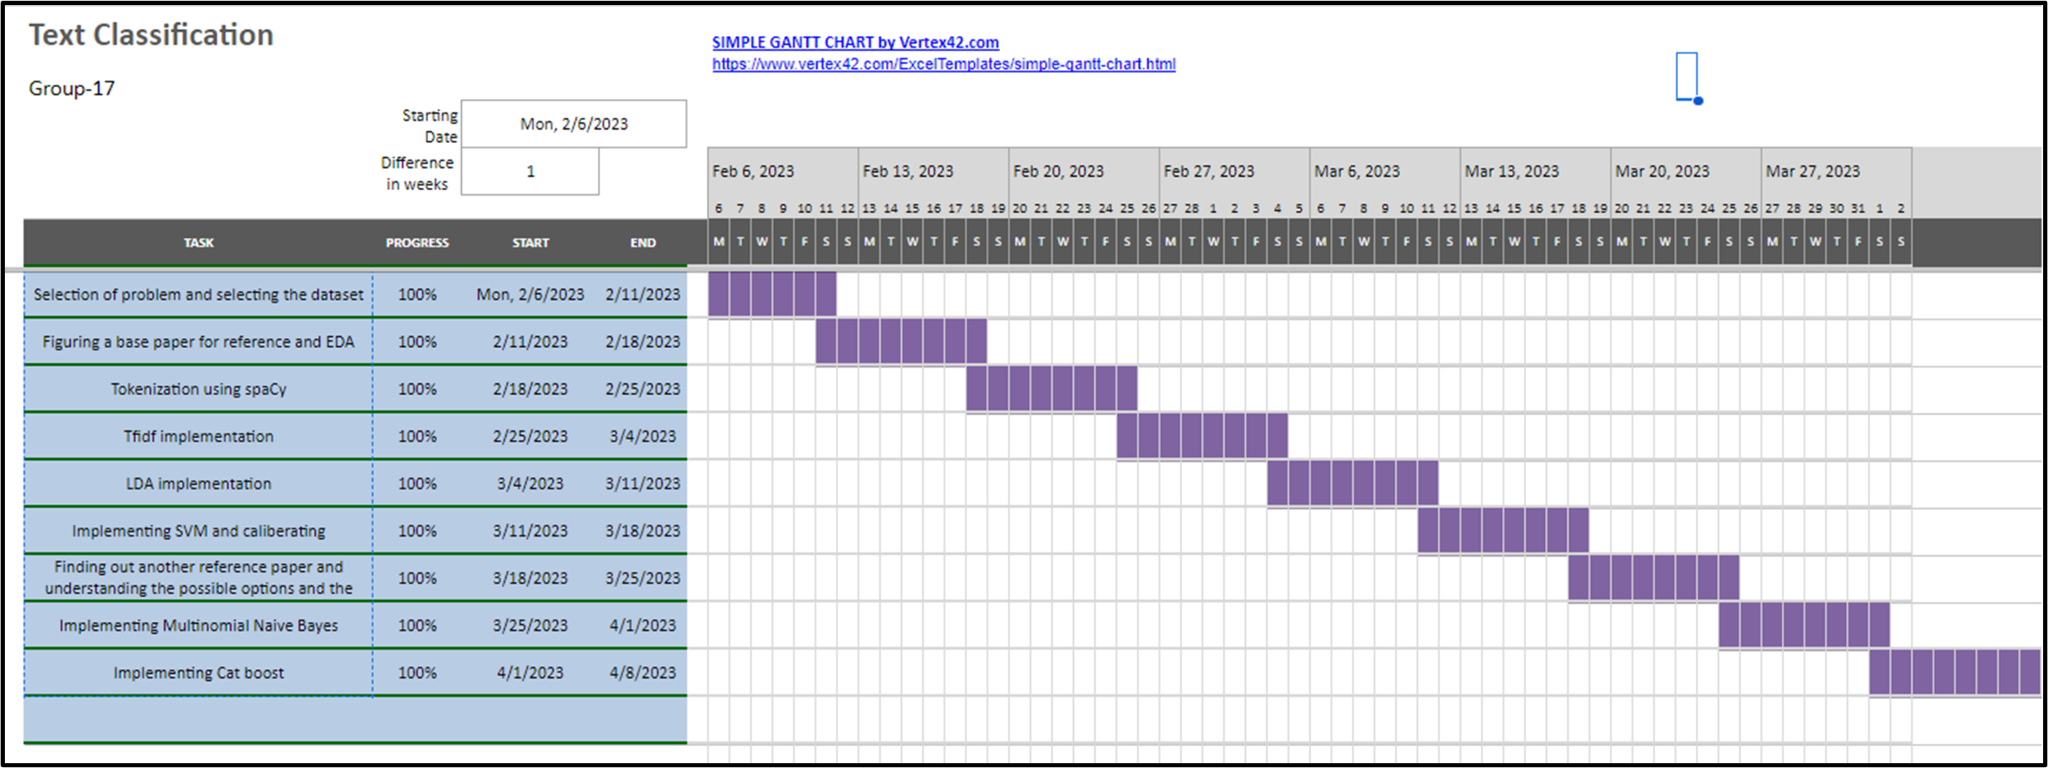 Text Classification
SIMPLE GANTT CHART by Vertex42.com
https://www.vertex42.com/ExcelTemplates/simple-gantt-chart.html
Group-17
Starting
Date
Mon, 2/6/2023
Difference
in weeks
1
Feb 6, 2023 Feb 13, 2023 Feb 20, 2023 Feb 27, 2023 Mar 6, 2023 Mar 13, 2023 Mar 20, 2023 Mar 27, 2023
6 7 8 9 10 11 12 13 14 15 16 17 18 19 20 21 22 23 24 25 26 27 28 1 2 3 4 5 6 7 8 9 10 11 12 13 14 15 16 17 18 19 20 21 22 23 24 25 26 27 28 29 30 31 1 2
TASK PROGRESS START END M T W T F S S M T W T F S S M T W T F S S M T W T F S S M T W T F S S M T W T F S S M T W T F S S M T W T F S S
Selection of problem and selecting the dataset 100% Mon, 2/6/2023 2/11/2023
Figuring a base paper for reference and EDA 100% 2/11/2023 2/18/2023
Tokenization using spaCy 100% 2/18/2023 2/25/2023
Tfidf implementation 100% 2/25/2023 3/4/2023
LDA implementation 100% 3/4/2023 3/11/2023
Implementing SVM and caliberating 100% 3/11/2023 3/18/2023
Finding out another reference paper and
understanding the possible options and the 100% 3/18/2023 3/25/2023
Implementing Multinomial Naive Bayes 100% 3/25/2023 4/1/2023
Implementing Cat boost 100% 4/1/2023 4/8/2023